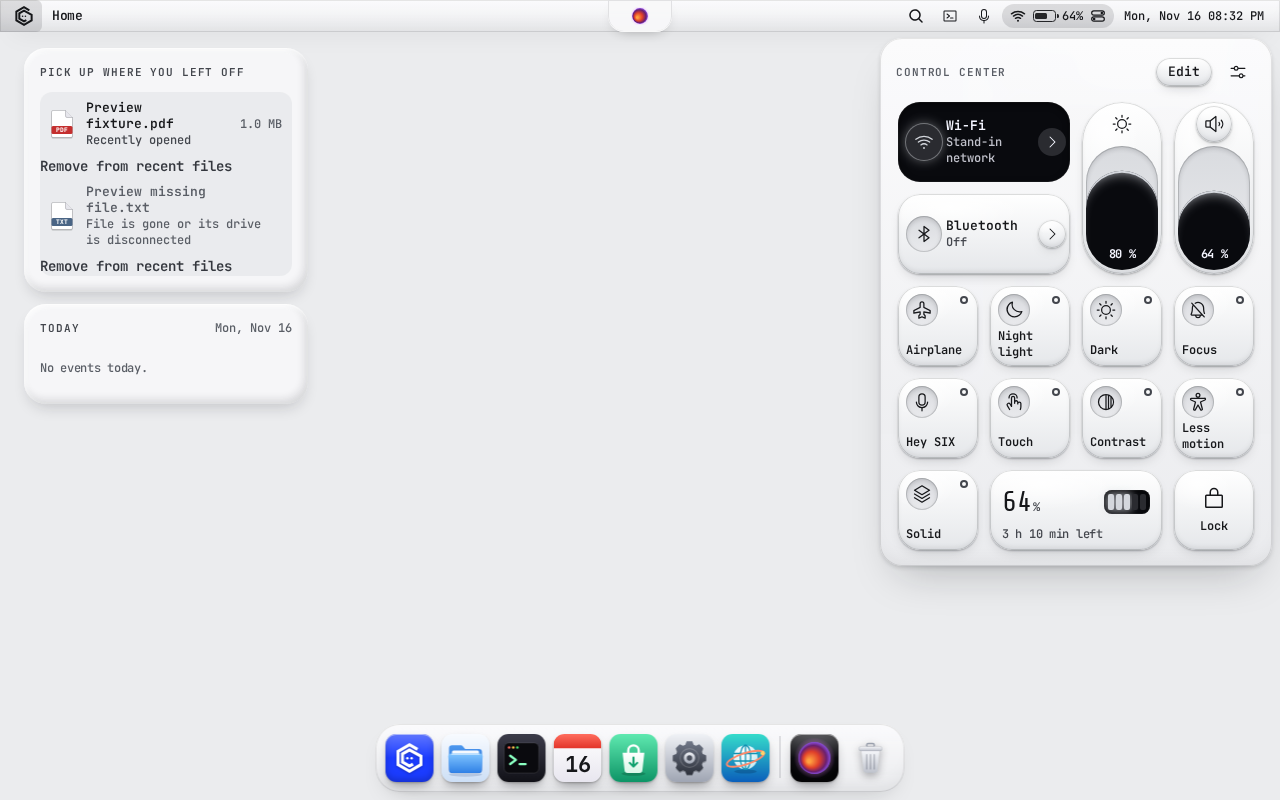 Home
64%
Mon, Nov 16 08:32 PM
PICK UP WHERE YOU LEFT OFF
Preview
fixture.pdf
1.0 MB
Recently opened
PDF
Remove from recent files
Preview missing
file.txt
File is gone or its drive
is disconnected
TXT
Remove from recent files
TODAY
Mon, Nov 16
No events today.
CONTROL CENTER
Edit
Wi-Fi
Stand-in
network
Bluetooth
Off
80 %
64 %
Airplane
Night
light
Dark
Focus
Hey SIX
Touch
Contrast
Less
motion
Solid
64%
3 h 10 min left
Lock
16